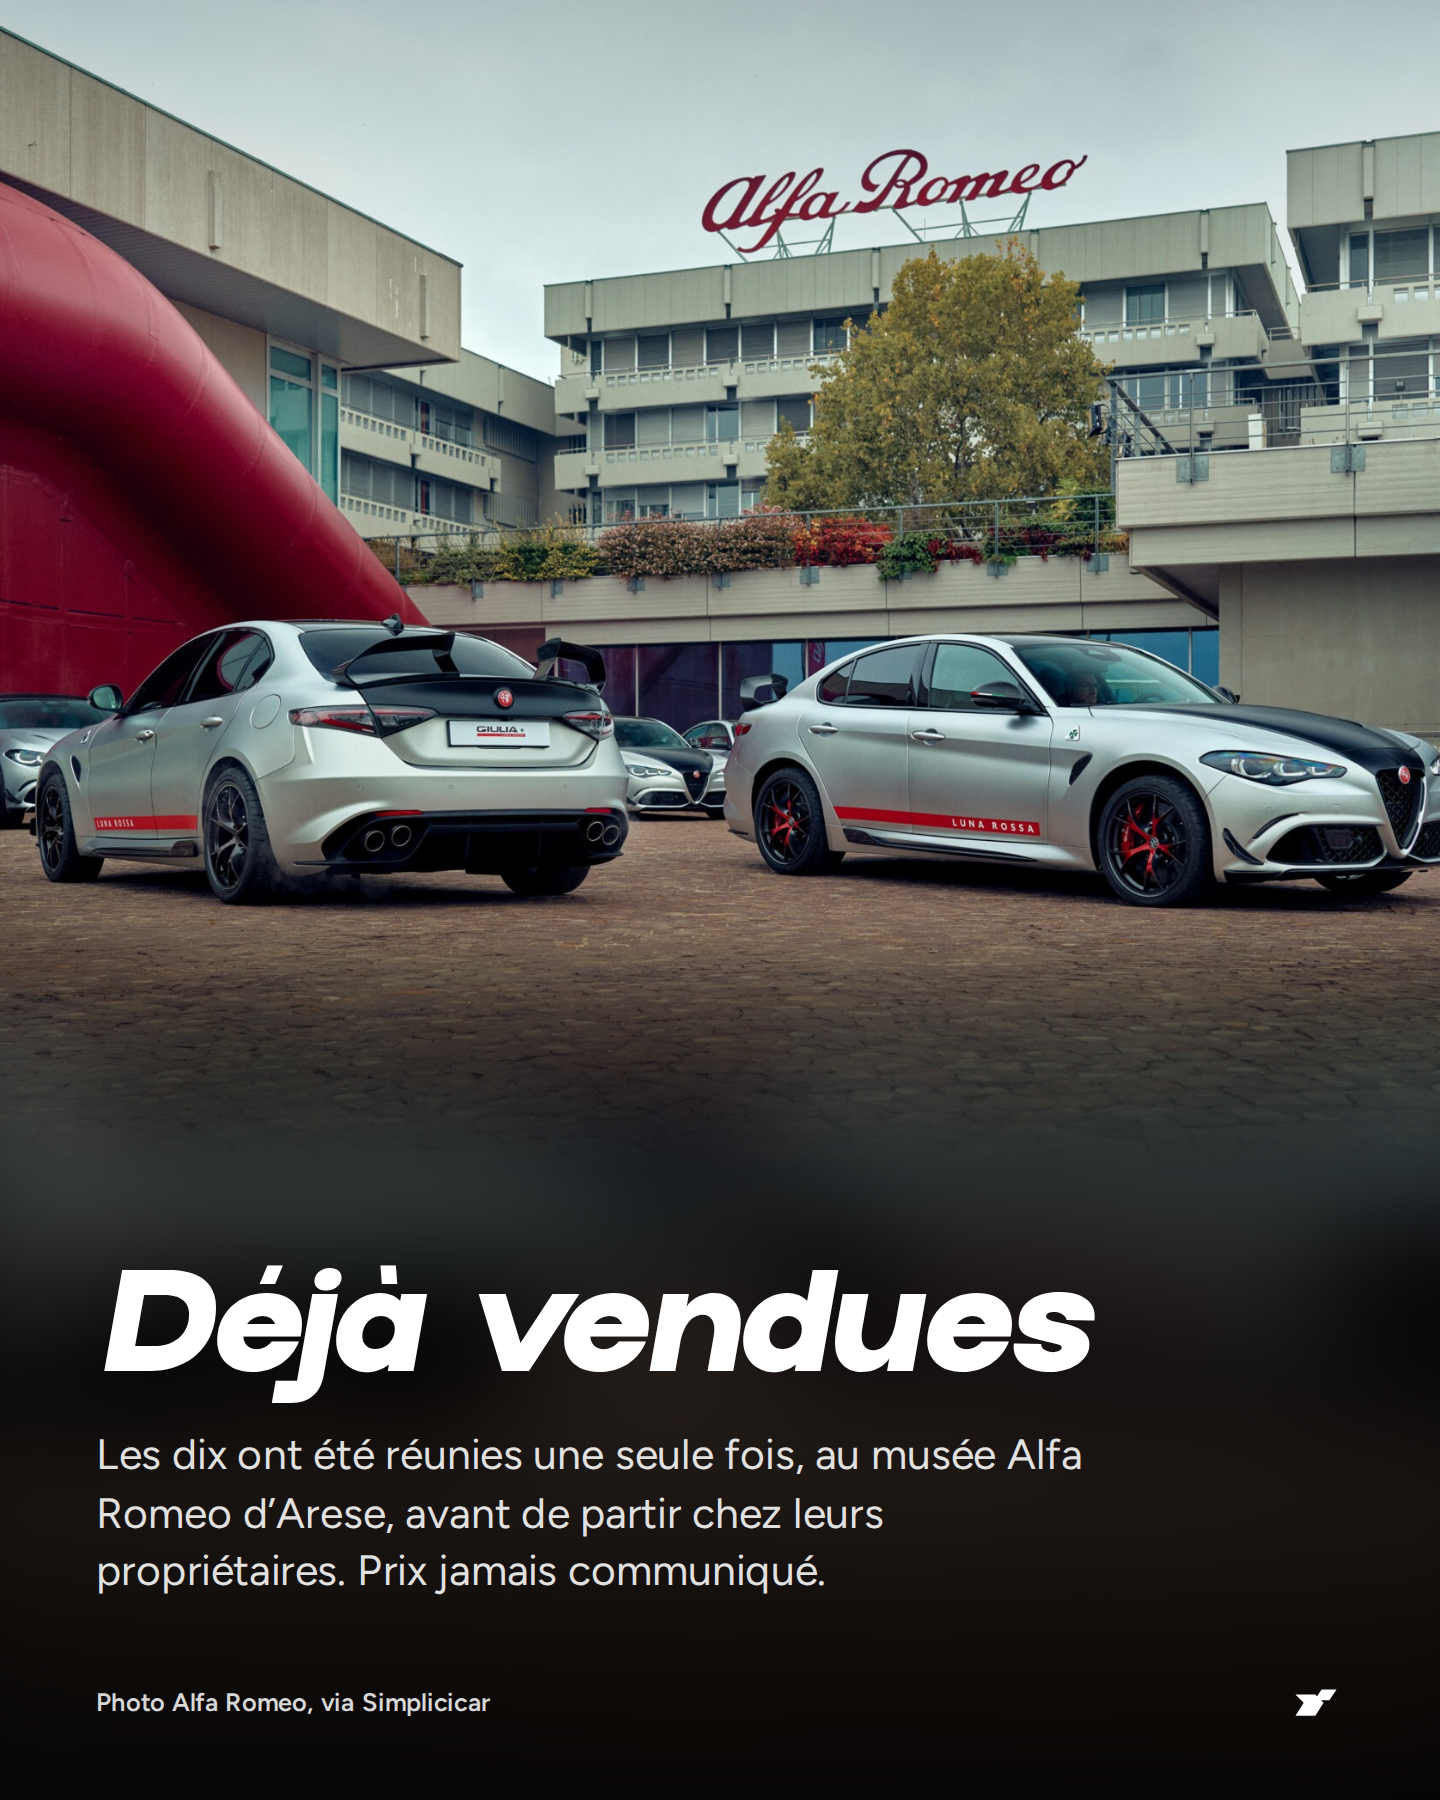 Alfa Romeo
GIULIA
LUNA ROSSA
LUNA ROSSA
Déjà vendues
Les dix ont été réunies une seule fois, au musée Alfa
Romeo d’Arese, avant de partir chez leurs
propriétaires. Prix jamais communiqué.
Photo Alfa Romeo, via Simplicicar